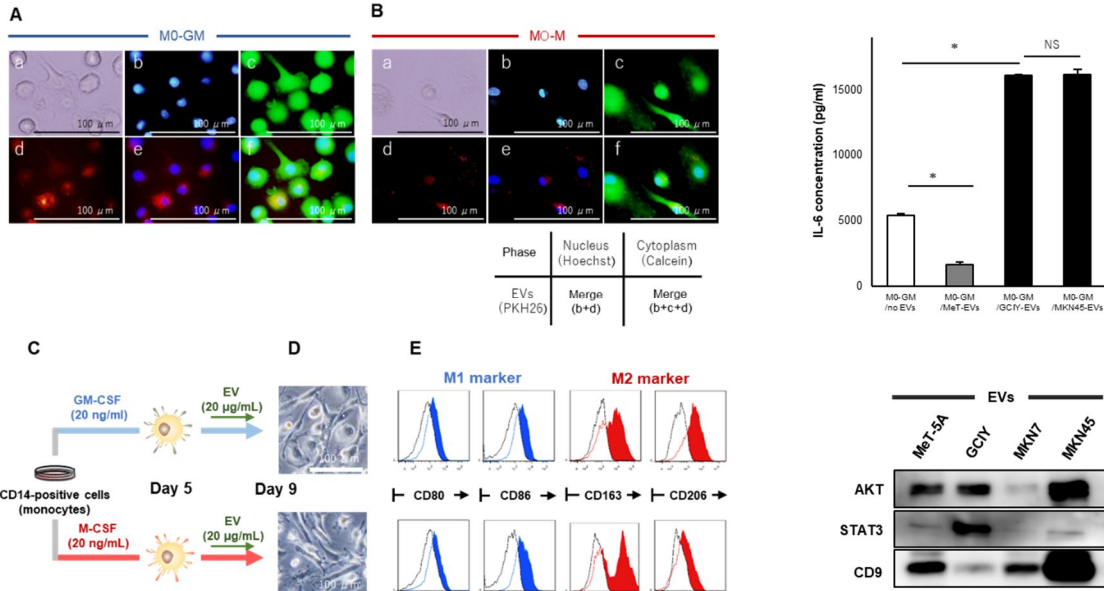 A
M0-GM
a
b
c
100 μm
100 μm
100 μm
d
e
f
100 μm
100 μm
100 μm
B
M0-M
a
b
c
100 μm
100 μm
100 μm
d
e
f
100 μm
100 μm
100 μm
Phase
Nucleus
(Hoechst)
Cytoplasm
(Calcein)
EVs
(PKH26)
Merge
(b+d)
Merge
(b+c+d)
IL-6 concentration (pg/ml)
15000
10000
5000
0
*
*
NS
M0-GM
/no EVs
M0-GM
/MeT-EVs
M0-GM
/GCIY-EVs
M0-GM
/MKN45-EVs
C
GM-CSF
(20 ng/ml)
EV
(20 μg/mL)
CD14-positive cells
(monocytes)
Day 5
Day 9
M-CSF
(20 ng/mL)
EV
(20 μg/mL)
D
100 μm
100 μm
E
M1 marker
M2 marker
CD80
CD86
CD163
CD206
EVs
MeT-5A
GCIY
MKN7
MKN45
AKT
STAT3
CD9